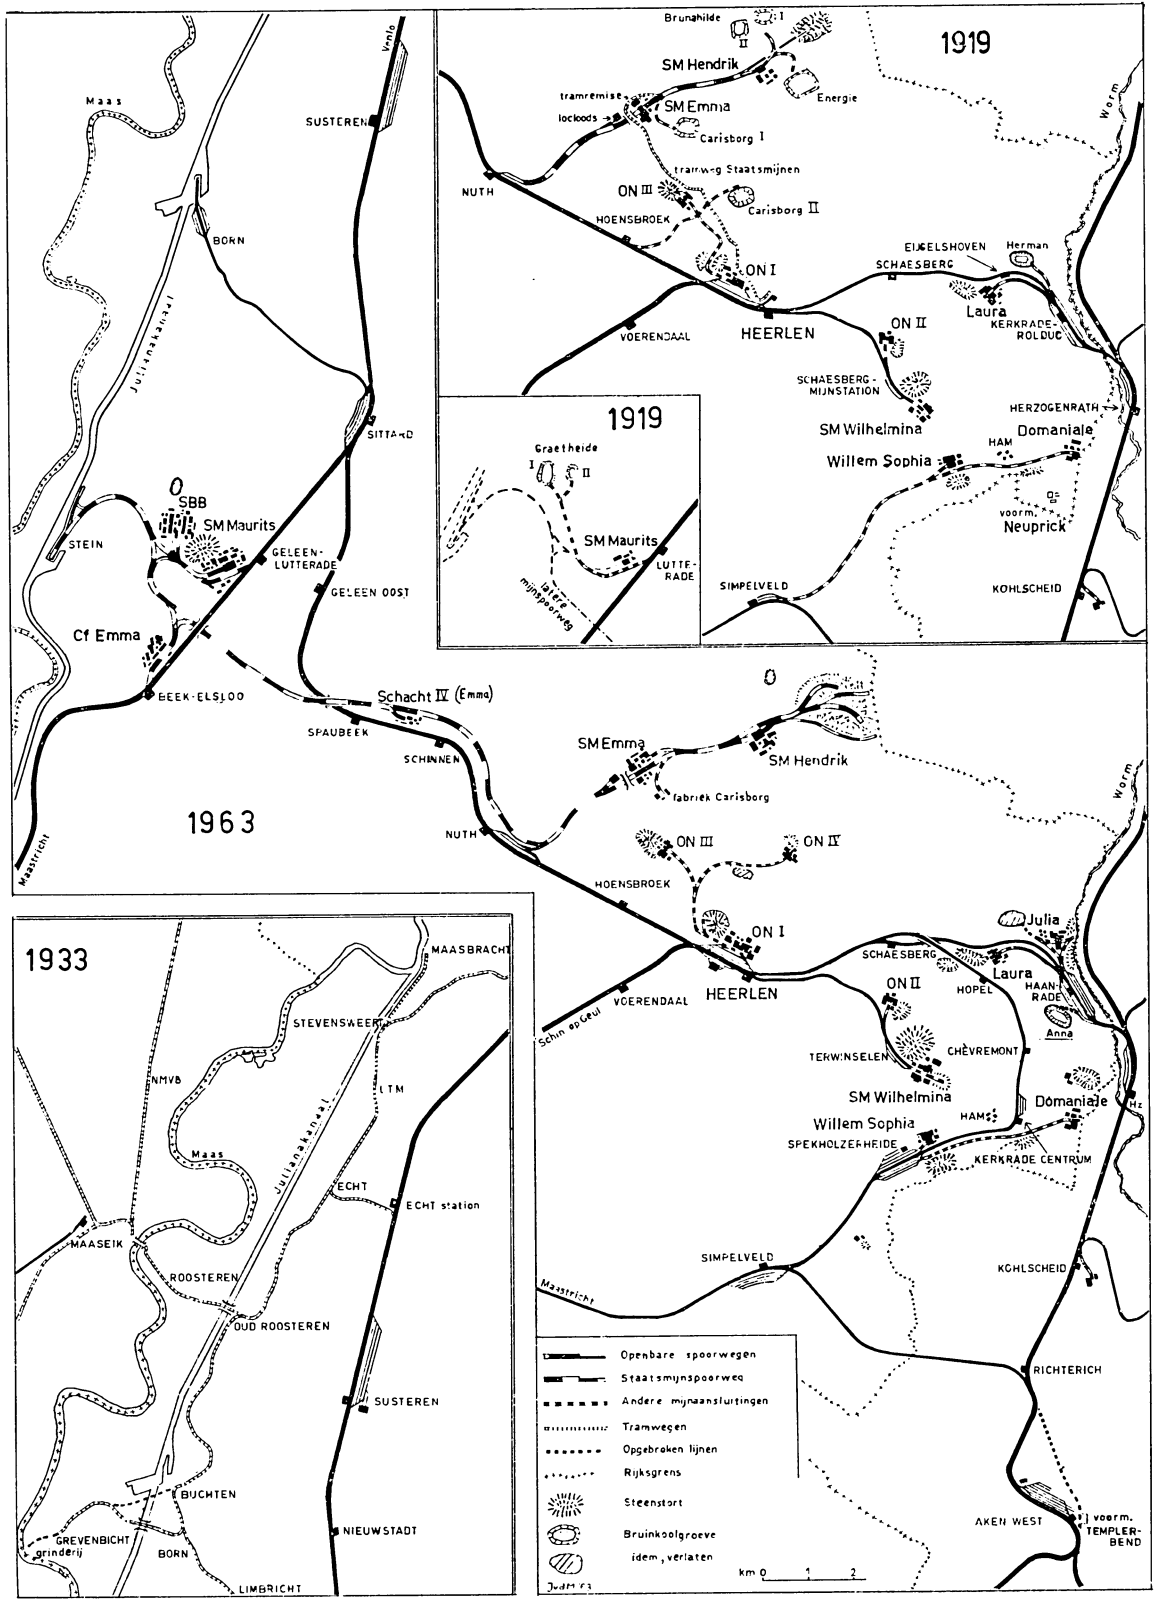 Maas
Venlo
SUSTEREN
BORN
Julianakanaal
SITTARD
SBB
SM Maurits
STEIN
GELEEN-
LUTTERADE
GELEEN OOST
Cf Emma
BEEK-ELSLOO
Schacht IV (Emma)
SPAUBEEK
SCHINNEN
NUTH
Maastricht
1963
1919
Brunahilde
I
II
SM Hendrik
Energie
tramremise
locloods
SM Emma
Carisborg I
NUTH
tramweg Staatsmijnen
ON III
Carisborg II
HOENSBROEK
ON I
VOERENDAAL
HEERLEN
Worm
EIJGELSHOVEN
SCHAESBERG
Herman
Laura
KERKRADE-
ROLDUC
ON II
SCHAESBERG-
MIJNSTATION
SM Wilhelmina
HERZOGENRATH
Domaniale
HAM
Willem Sophia
voorm.
Neuprick
SIMPELVELD
KOHLSCHEID
1919
Graetheide
I
II
SM Maurits
LUTTE-
RADE
latere
mijnspoorweg
SM Emma
SM Hendrik
fabriek Carisborg
ON III
ON IV
HOENSBROEK
ON I
VOERENDAAL
HEERLEN
Schin op Geul
Worm
SCHAESBERG
Julia
Laura
HOPEL
HAAN-
RADE
Anna
ON II
TERWINSELEN
CHÈVREMONT
SM Wilhelmina
Domaniale
HAM
Hz
Willem Sophia
SPEKHOLZERHEIDE
KERKRADE CENTRUM
SIMPELVELD
Maastricht
KOHLSCHEID
RICHTERICH
AKEN WEST
voorm.
TEMPLER-
BEND
1933
MAASBRACHT
STEVENSWEERT
NMVB
LTM
Maas
Julianakanaal
ECHT
ECHT station
MAASEIK
ROOSTEREN
OUD ROOSTEREN
SUSTEREN
BUCHTEN
GREVENBICHT
grinderij
BORN
NIEUWSTADT
LIMBRICHT
Openbare spoorwegen
Staatsmijnspoorweg
Andere mijnaansluitingen
Tramwegen
Opgebroken lijnen
Rijksgrens
Steenstort
Bruinkoolgroeve
idem, verlaten
km 0 1 2